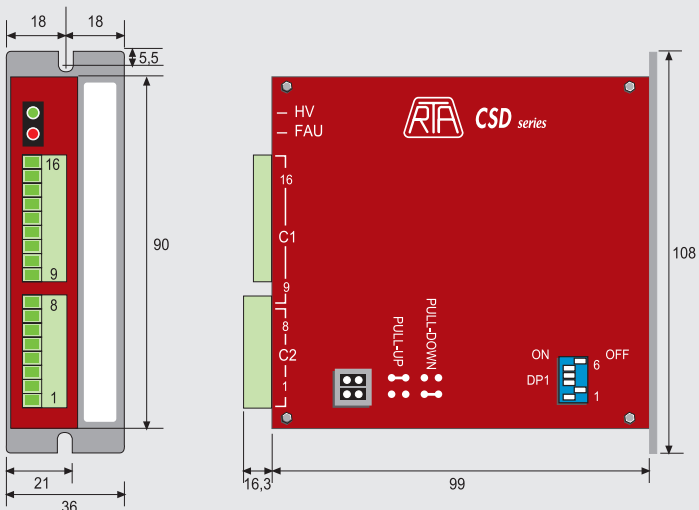 18 18
5,5
HV
FAU
RTA CSD series
16
9
8
1
90
16
C1
9
8
C2
1
PULL-UP
PULL-DOWN
ON OFF
DP1
6
1
108
21
36
16,3
99